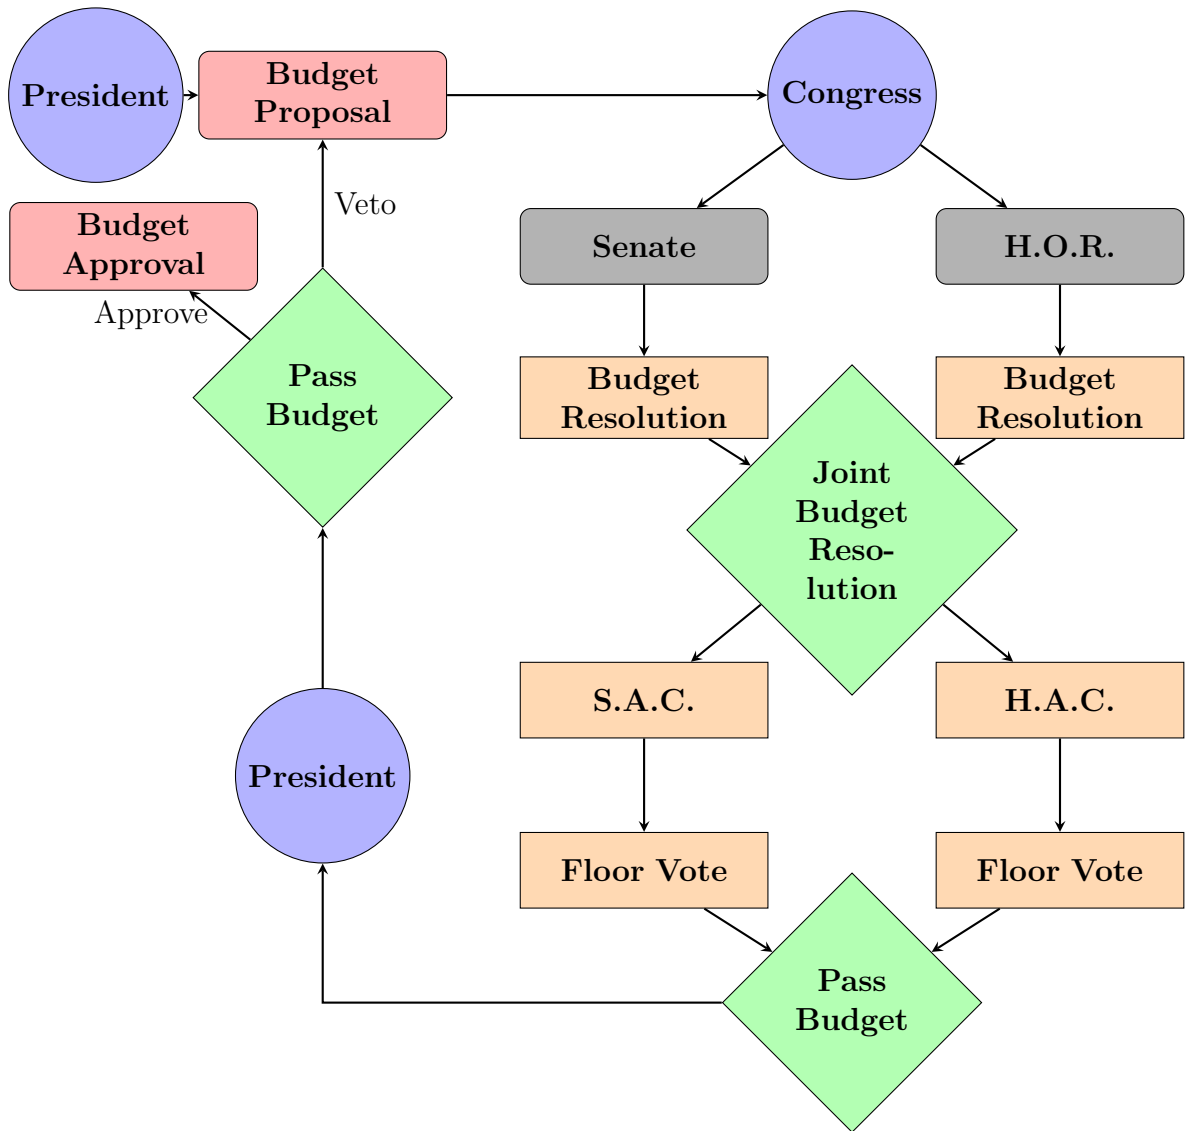 President
Budget
Proposal
Congress
Veto
Budget
Approval
Senate
H.O.R.
Approve
Pass
Budget
Budget
Resolution
Budget
Resolution
Joint
Budget
Reso-
lution
S.A.C.
H.A.C.
President
Floor Vote
Floor Vote
Pass
Budget